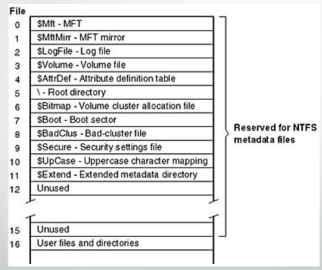 File
0 $Mft - MFT
1 $MftMirr - MFT mirror
2 $LogFile - Log file
3 $Volume - Volume file
4 $AttrDef - Attribute definition table
5 \ - Root directory
6 $Bitmap - Volume cluster allocation file
7 $Boot - Boot sector
8 $BadClus - Bad-cluster file
9 $Secure - Security settings file
10 $UpCase - Uppercase character mapping
11 $Extend - Extended metadata directory
12 Unused
15 Unused
16 User files and directories
Reserved for NTFS
metadata files